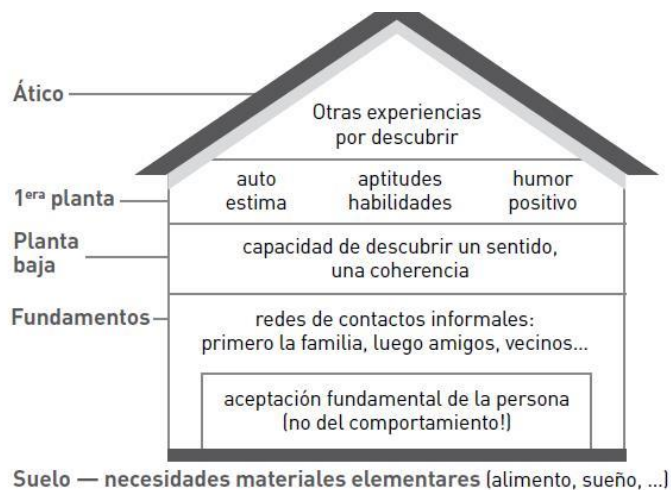 Ático
Otras experiencias
por descubrir
1era planta
auto
estima
aptitudes
habilidades
humor
positivo
Planta
baja
capacidad de descubrir un sentido,
una coherencia
Fundamentos
redes de contactos informales:
primero la familia, luego amigos, vecinos...
aceptación fundamental de la persona
(no del comportamiento!)
Suelo — necesidades materiales elementares (alimento, sueño, ...)